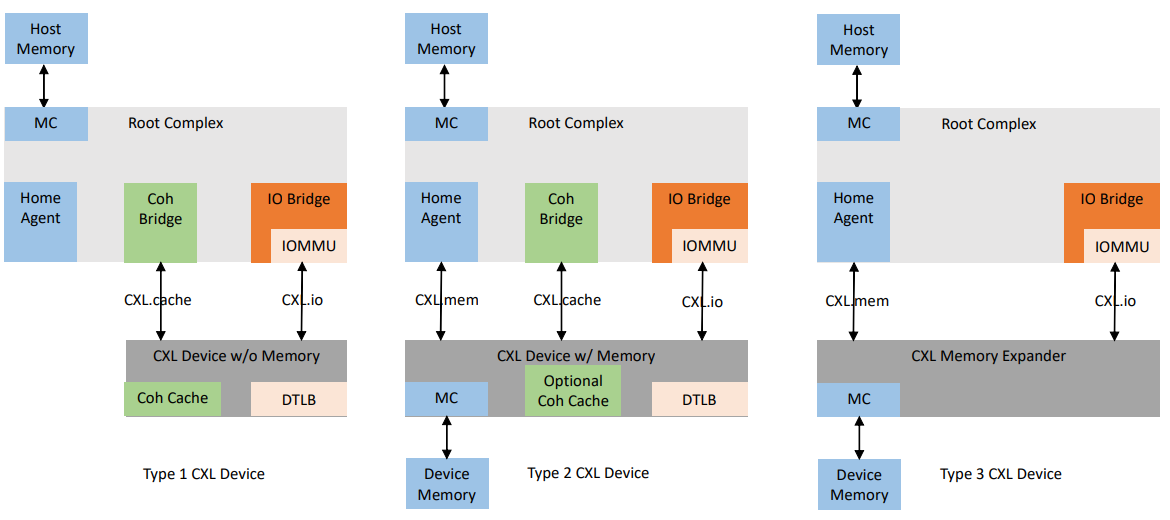 Host
Memory
MC
Root Complex
Home
Agent
Coh
Bridge
IO Bridge
IOMMU
CXL.cache
CXL.io
CXL Device w/o Memory
Coh Cache
DTLB
Type 1 CXL Device
Host
Memory
MC
Root Complex
Home
Agent
Coh
Bridge
IO Bridge
IOMMU
CXL.mem
CXL.cache
CXL.io
CXL Device w/ Memory
MC
Optional
Coh Cache
DTLB
Device
Memory
Type 2 CXL Device
Host
Memory
MC
Root Complex
Home
Agent
IO Bridge
IOMMU
CXL.mem
CXL.io
CXL Memory Expander
MC
Device
Memory
Type 3 CXL Device